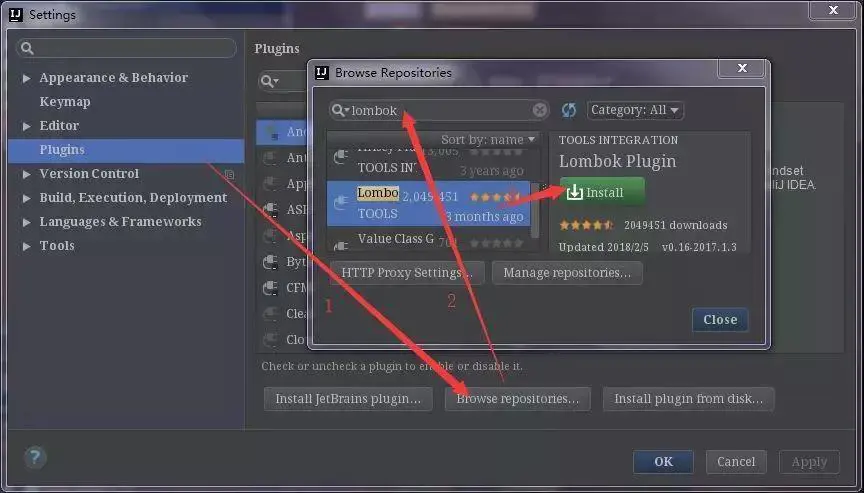 Settings
Appearance & Behavior
Keymap
Editor
Plugins
Version Control
Build, Execution, Deployment
Languages & Frameworks
Tools
Plugins
Browse Repositories
lombok
Category: All
Sort by: name
TOOLS INT
3 years ago
Lombo 2,049,451
TOOLS
3 months ago
Value Class G
TOOLS INTEGRATION
Lombok Plugin
Install
2049451 downloads
Updated 2018/2/5 v0.16-2017.1.3
HTTP Proxy Settings...
Manage repositories...
Close
And
Ant
App
ASP
Asp
Byt
CFM
Clea
Clo
liJ IDEA.
1
2
Check or uncheck a plugin to enable or disable it.
Install JetBrains plugin...
Browse repositories...
Install plugin from disk...
?
OK
Cancel
Apply